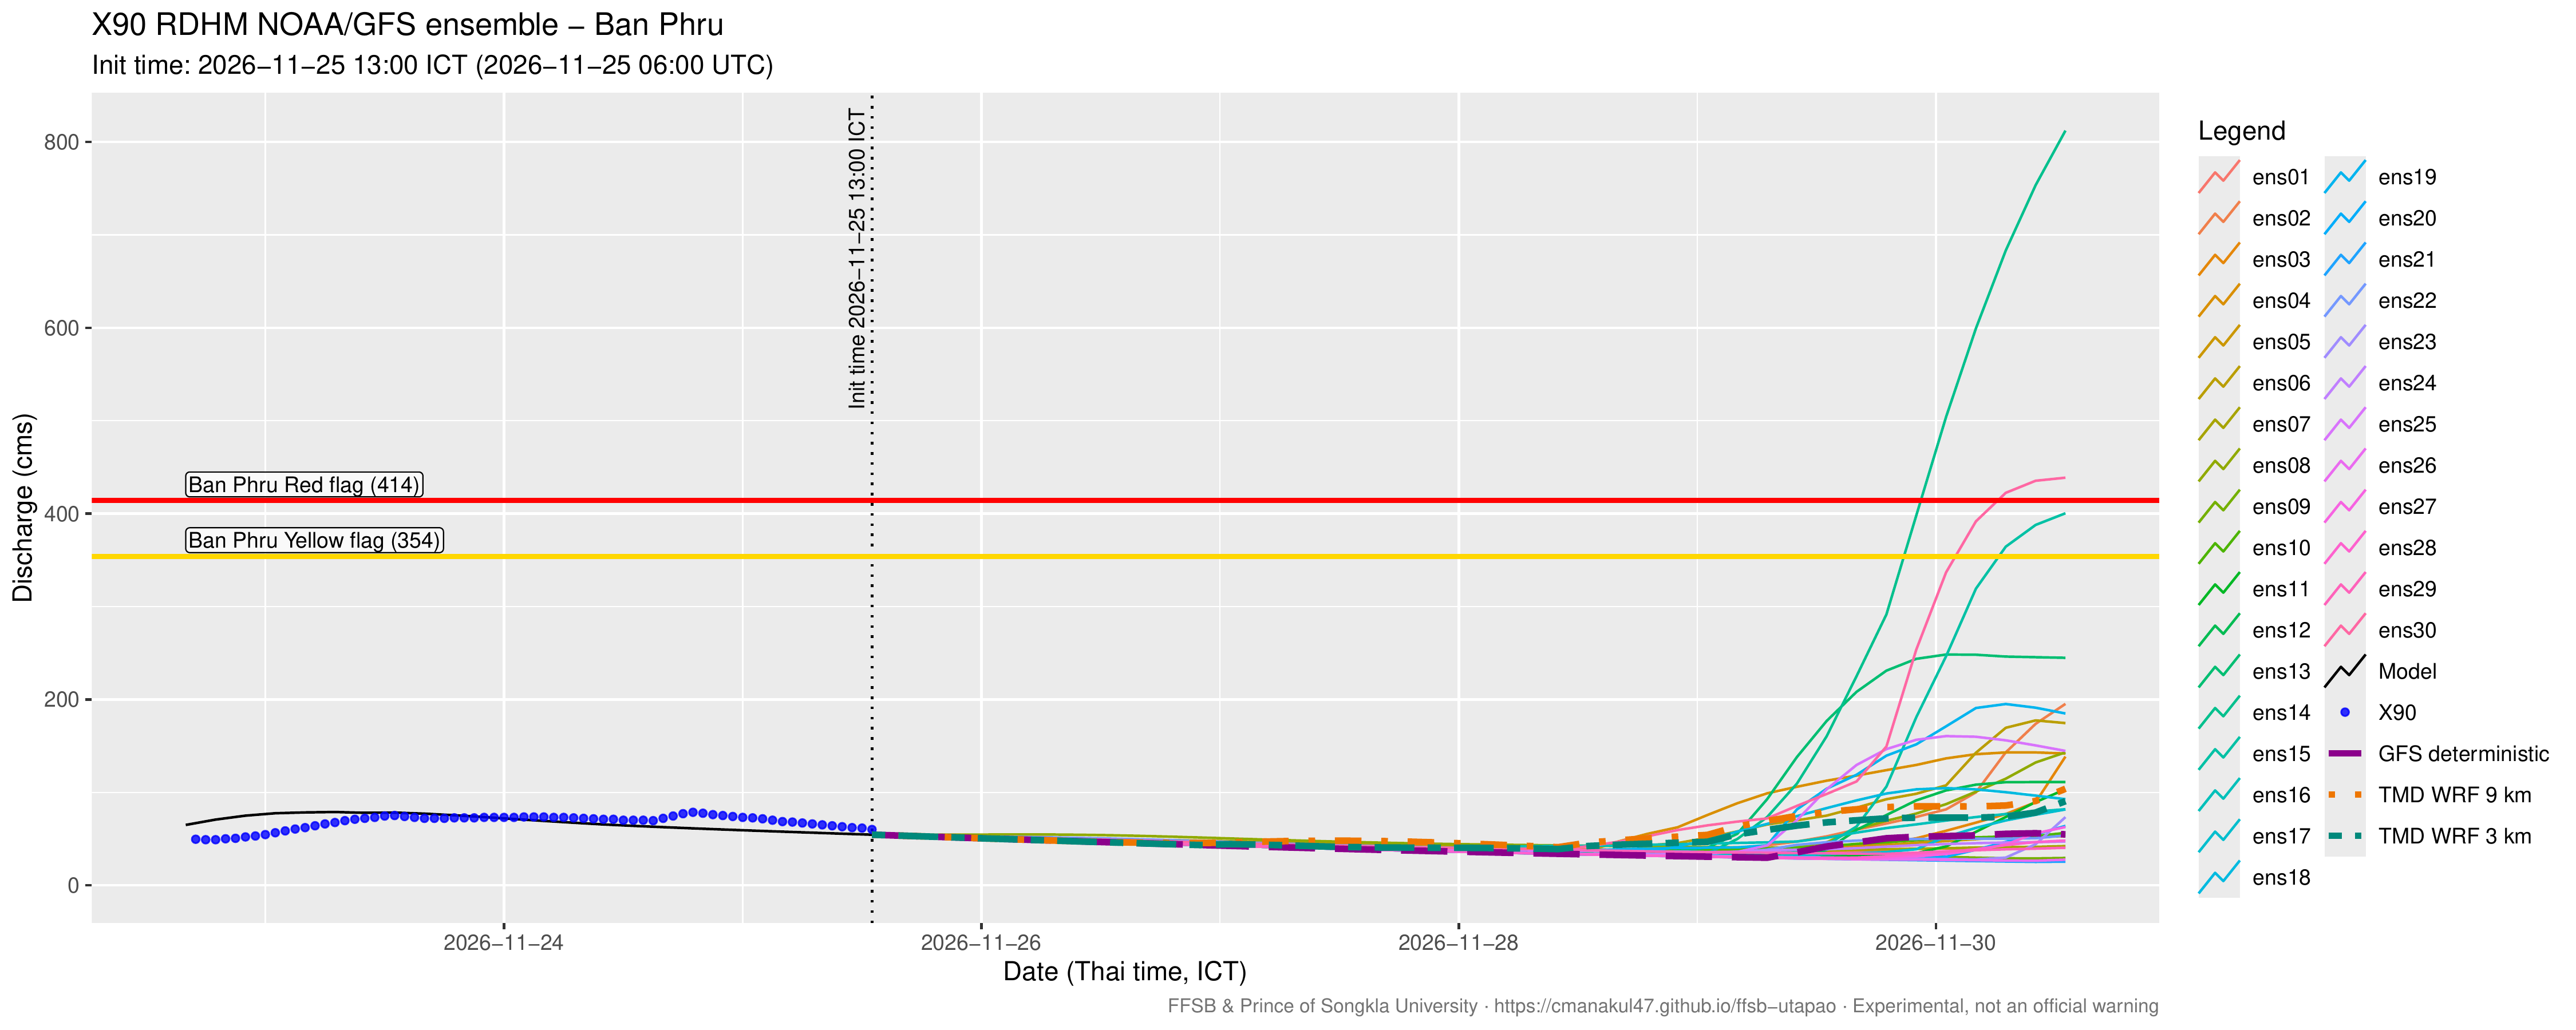 X90 RDHM NOAA/GFS ensemble – Ban Phru
Init time: 2026–11–25 13:00 ICT (2026–11–25 06:00 UTC)
Discharge (cms)
800
600
400
200
0
Init time 2026–11–25 13:00 ICT
Ban Phru Red flag (414)
Ban Phru Yellow flag (354)
2026–11–24
2026–11–26
2026–11–28
2026–11–30
Date (Thai time, ICT)
FFSB & Prince of Songkla University · https://cmanakul47.github.io/ffsb–utapao · Experimental, not an official warning
Legend
ens01
ens02
ens03
ens04
ens05
ens06
ens07
ens08
ens09
ens10
ens11
ens12
ens13
ens14
ens15
ens16
ens17
ens18
ens19
ens20
ens21
ens22
ens23
ens24
ens25
ens26
ens27
ens28
ens29
ens30
Model
X90
GFS deterministic
TMD WRF 9 km
TMD WRF 3 km